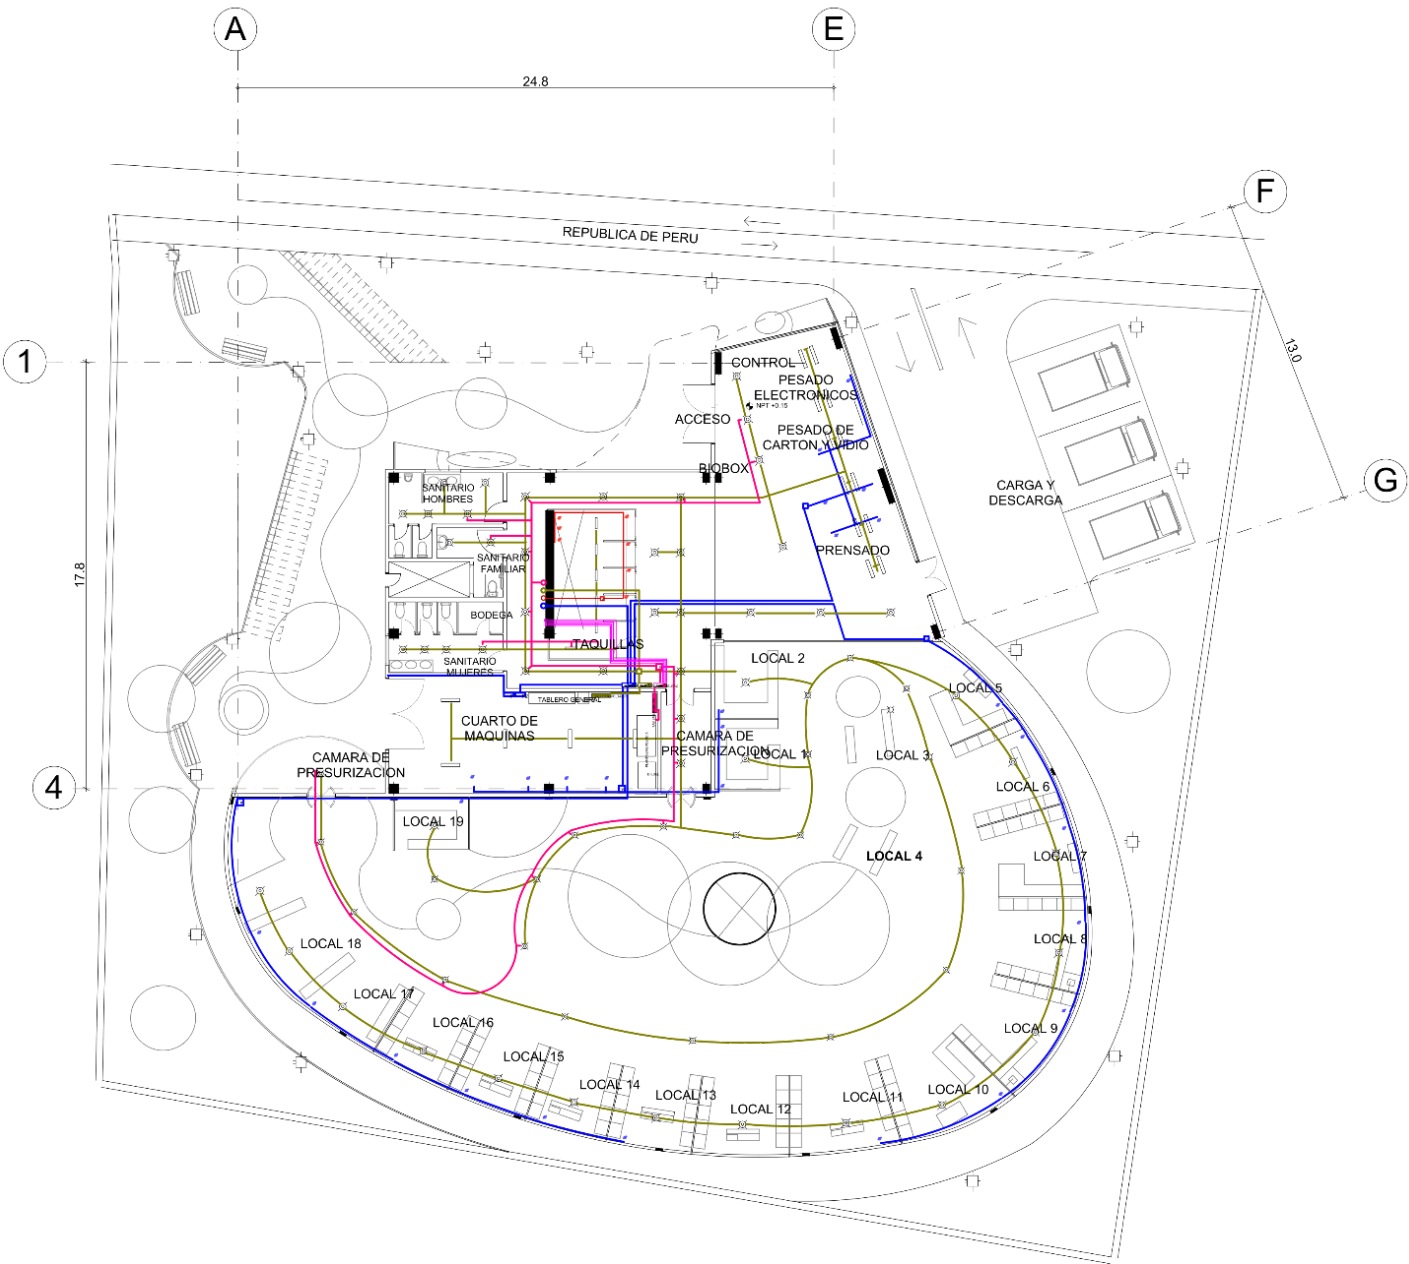 A
E
24.8
F
REPUBLICA DE PERU
1
13.0
CONTROL
PESADO
ELECTRONICOS
NPT +0.15
ACCESO
PESADO DE
CARTON Y VIDIO
BIOBOX
G
CARGA Y
DESCARGA
SANITARIO
HOMBRES
PRENSADO
SANITARIO
FAMILIAR
17.8
BODEGA
TAQUILLAS
SANITARIO
MUJERES
LOCAL 2
LOCAL 5
TABLERO GENERAL
CUARTO DE
MAQUINAS
CAMARA DE
PRESURIZACION
LOCAL 1
LOCAL 3
CAMARA DE
PRESURIZACION
4
LOCAL 6
LOCAL 19
LOCAL 4
LOCAL 7
LOCAL 18
LOCAL 8
LOCAL 17
LOCAL 16
LOCAL 9
LOCAL 15
LOCAL 14
LOCAL 13
LOCAL 12
LOCAL 11
LOCAL 10